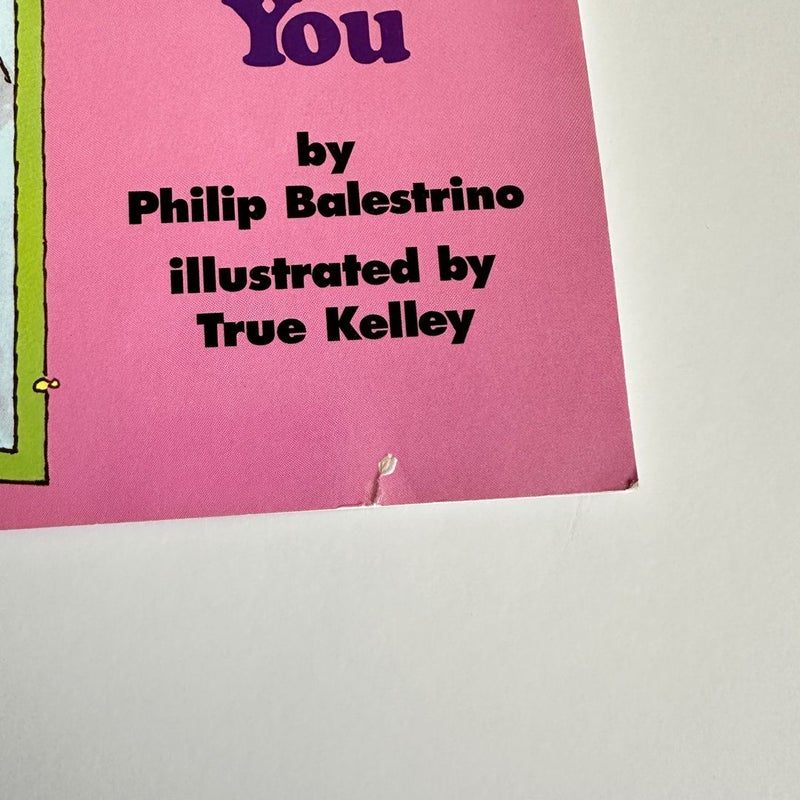 You
by
Philip Balestrino
illustrated by
True Kelley